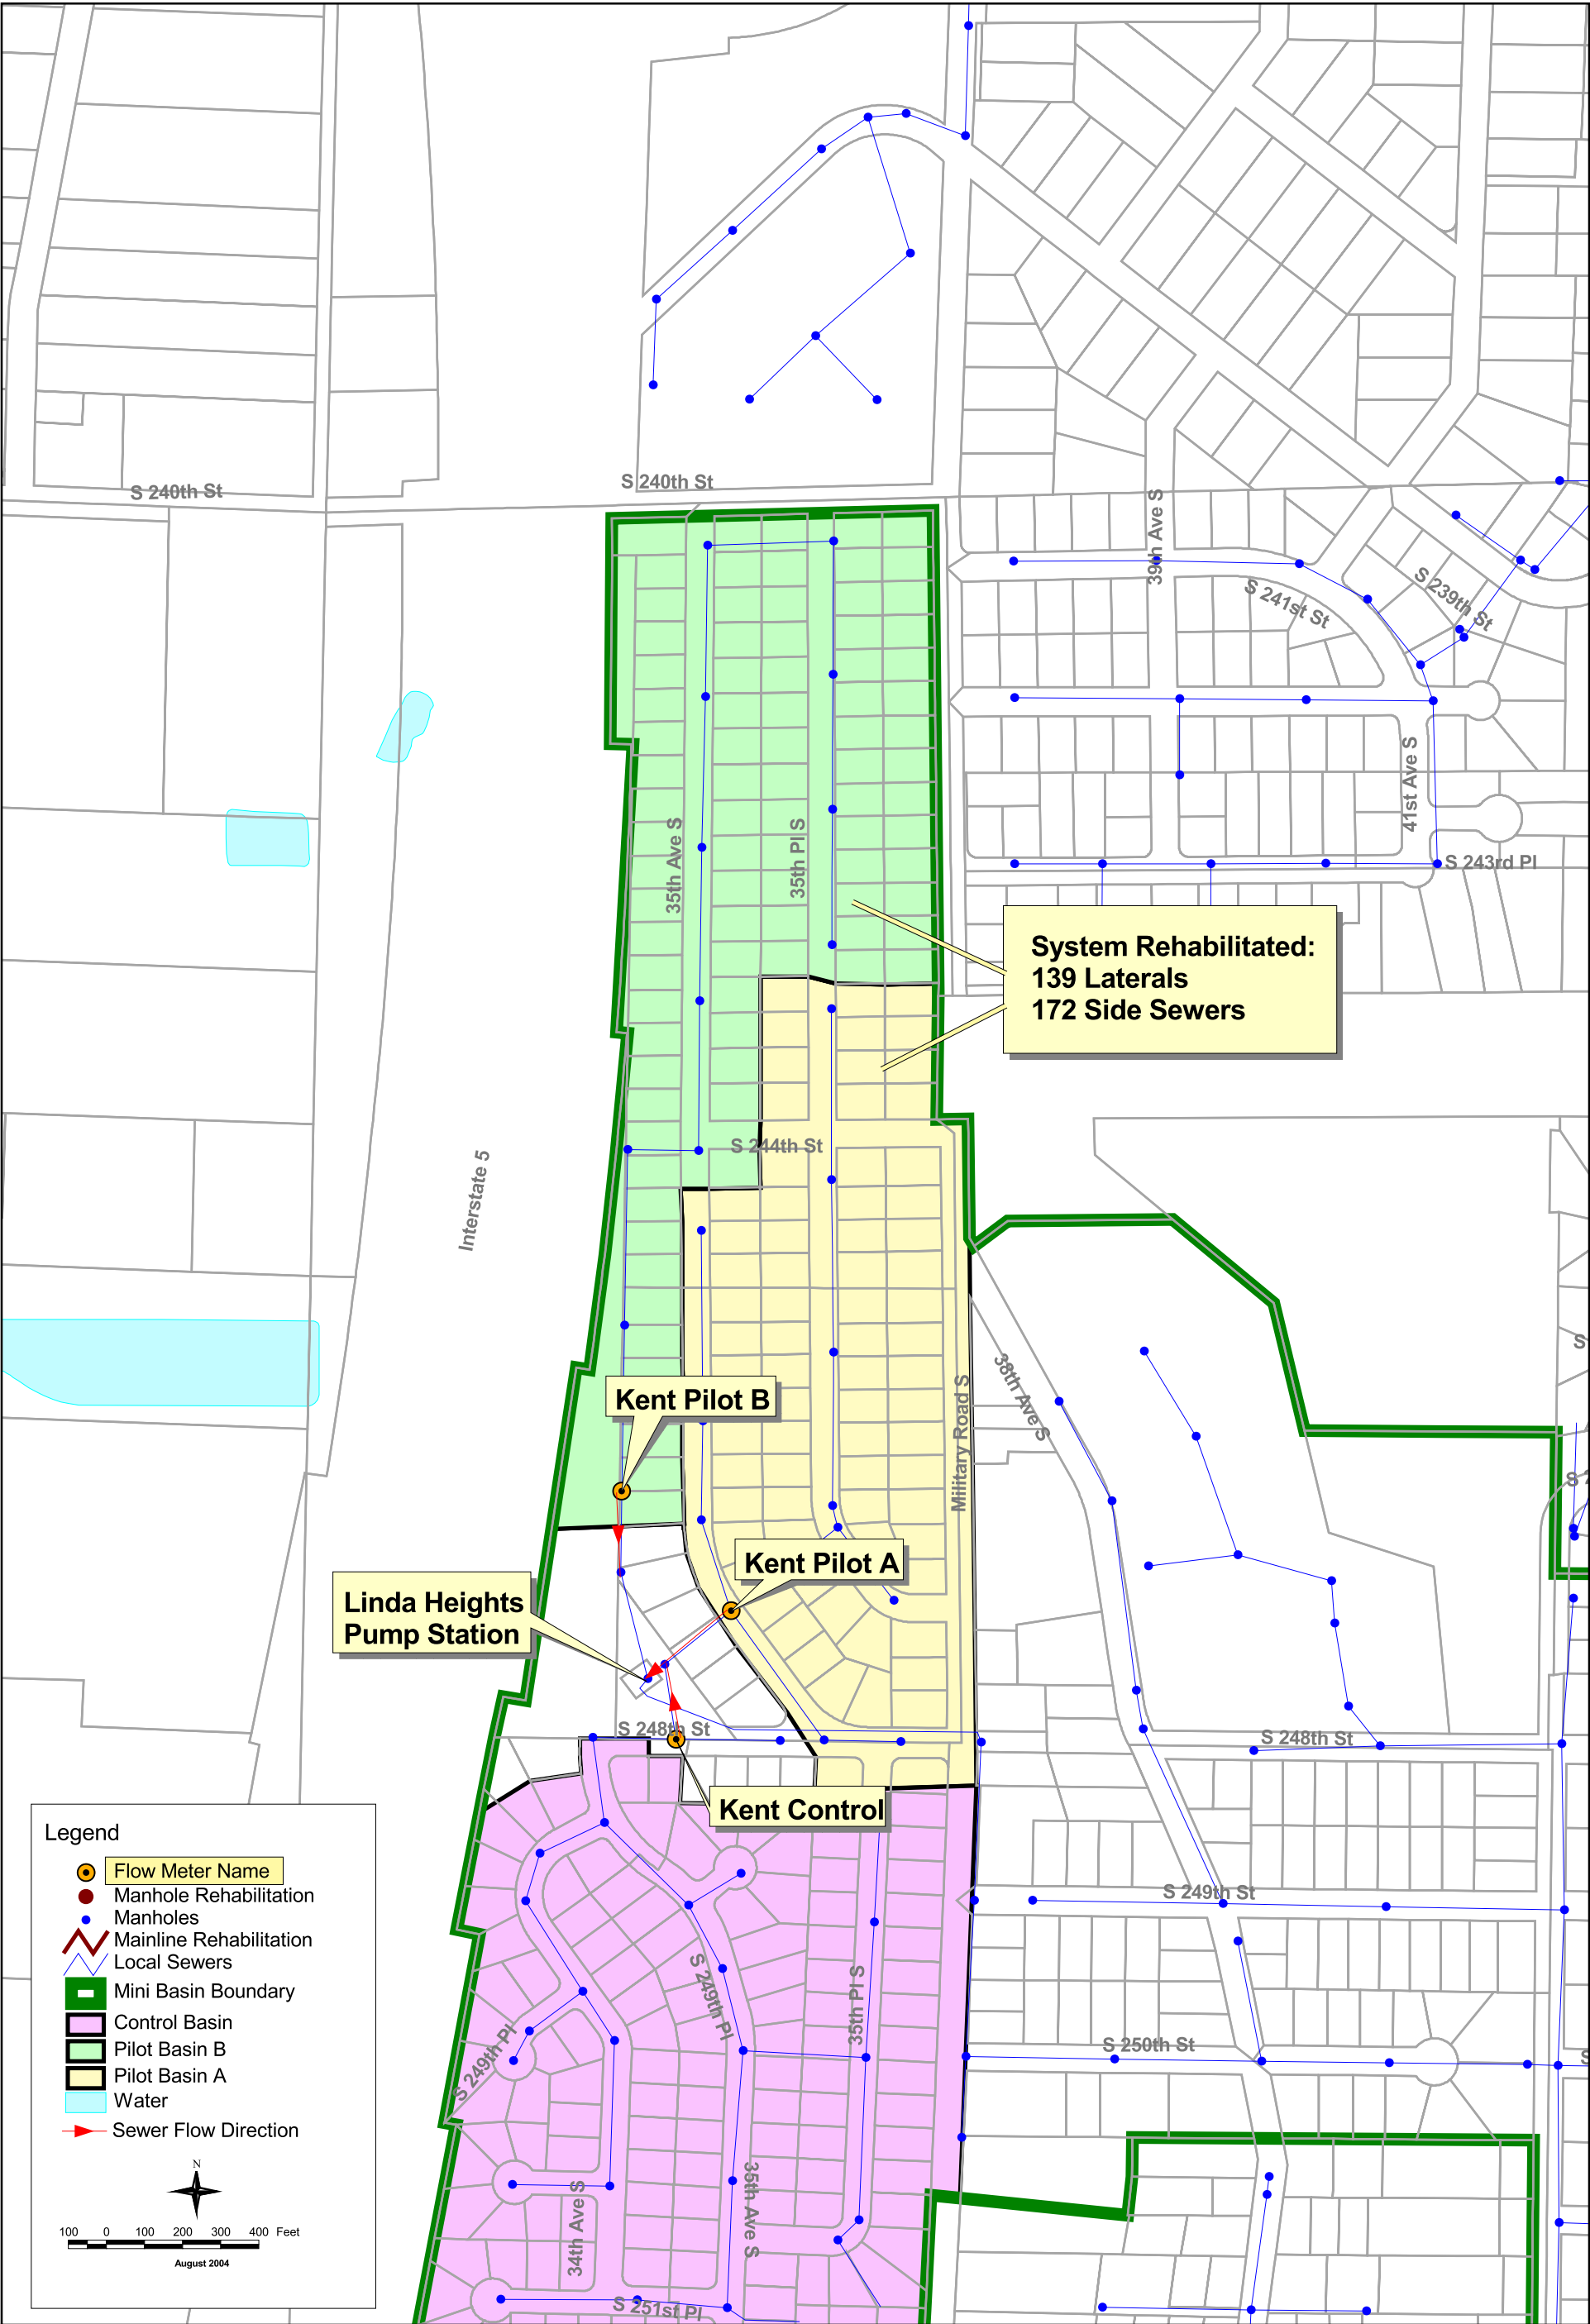 S 240th St
S 240th St
39th Ave S
S 241st St
S 239th St
41st Ave S
S 243rd Pl
35th Ave S
35th Pl S
System Rehabilitated:
139 Laterals
172 Side Sewers
S 244th St
Interstate 5
Military Road S
38th Ave S
Kent Pilot B
Kent Pilot A
Linda Heights
Pump Station
S 248th St
S 248th St
Kent Control
S 249th St
S 249th Pl
S 249th Pl
35th Pl S
S 250th St
34th Ave S
35th Ave S
S 251st Pl
Legend
Flow Meter Name
Manhole Rehabilitation
Manholes
Mainline Rehabilitation
Local Sewers
Mini Basin Boundary
Control Basin
Pilot Basin B
Pilot Basin A
Water
Sewer Flow Direction
N
100 0 100 200 300 400 Feet
August 2004